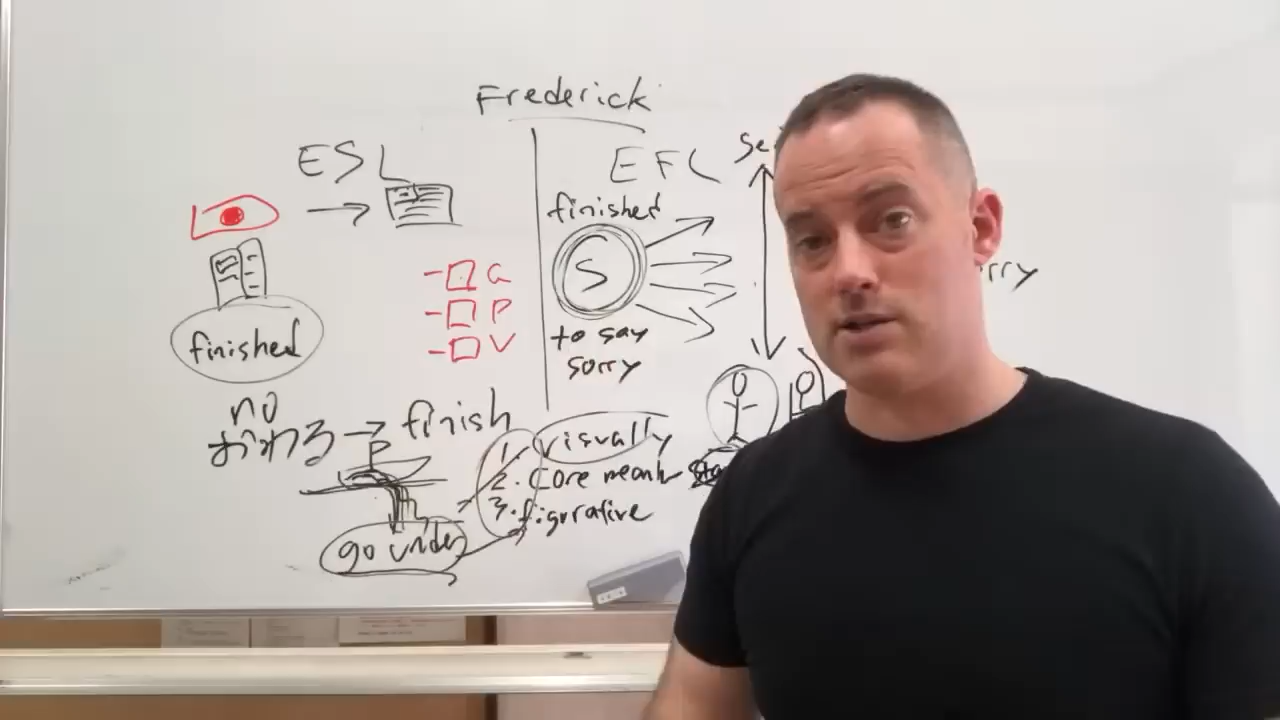 Frederick
ESL
EFL
finished
S
to say
sorry
G
P
V
finished
no
おわる → finish
1. visually
2. Core
3. figurative
go under